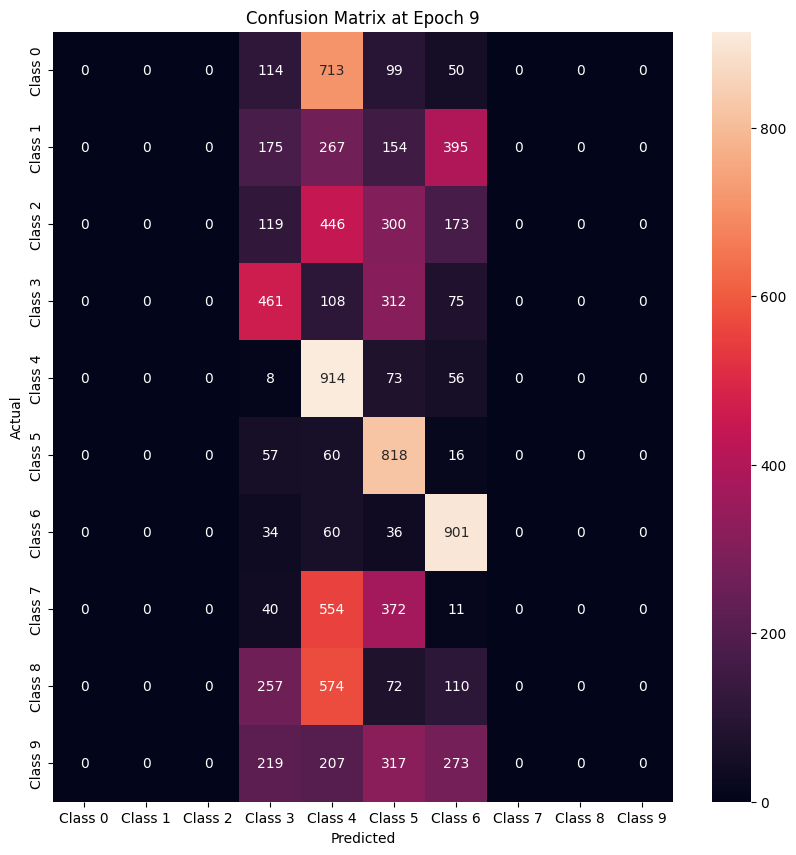 Confusion Matrix at Epoch 9
Class 0 0 0 0 114 713 99 50 0 0 0
Class 1 0 0 0 175 267 154 395 0 0 0
Class 2 0 0 0 119 446 300 173 0 0 0
Class 3 0 0 0 461 108 312 75 0 0 0
Class 4 0 0 0 8 914 73 56 0 0 0
Class 5 0 0 0 57 60 818 16 0 0 0
Class 6 0 0 0 34 60 36 901 0 0 0
Class 7 0 0 0 40 554 372 11 0 0 0
Class 8 0 0 0 257 574 72 110 0 0 0
Class 9 0 0 0 219 207 317 273 0 0 0
Class 0 Class 1 Class 2 Class 3 Class 4 Class 5 Class 6 Class 7 Class 8 Class 9
Predicted
Actual
800
600
400
200
0